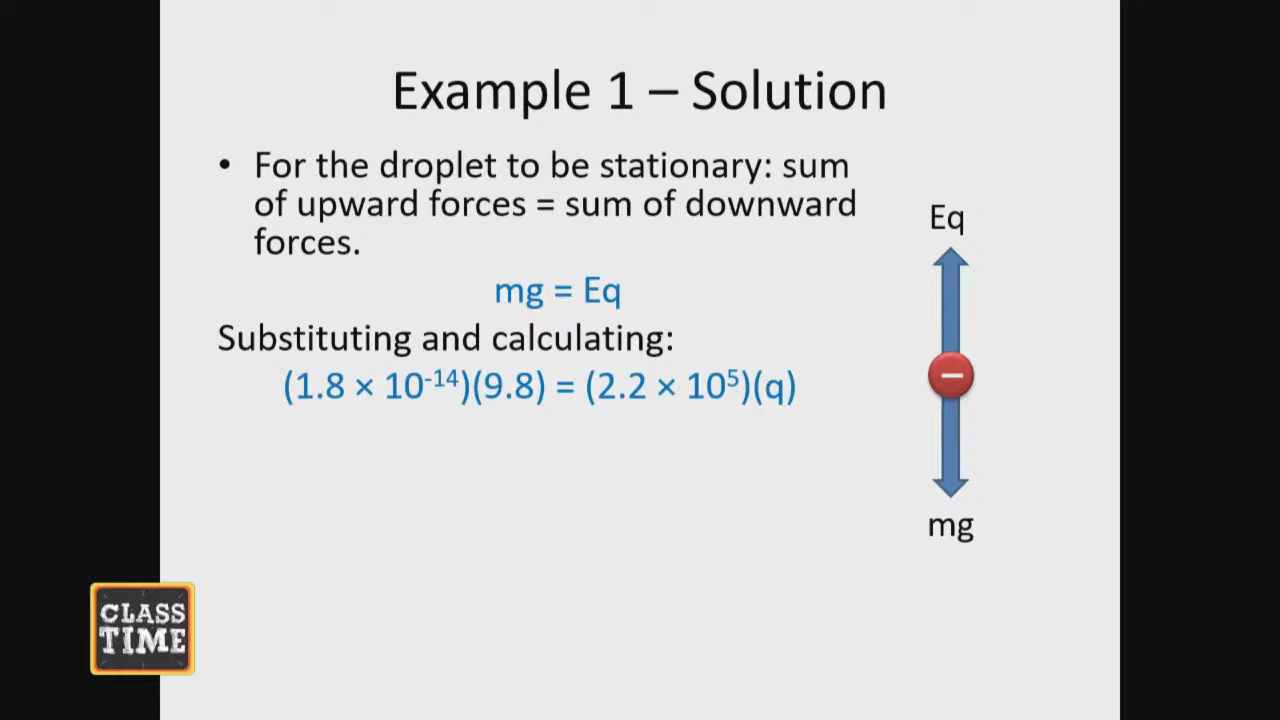 Example 1 – Solution
• For the droplet to be stationary: sum
of upward forces = sum of downward
forces.
mg = Eq
Substituting and calculating:
(1.8 × 10⁻¹⁴)(9.8) = (2.2 × 10⁵)(q)
Eq
−
mg
CLASS
TIME